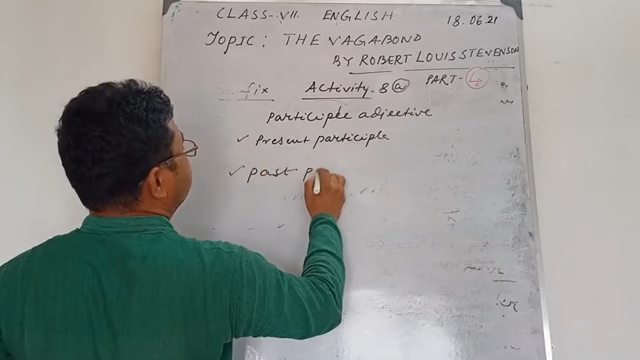 CLASS-VII ENGLISH 18.06.21
TOPIC: THE VAGABOND
BY ROBERT LOUIS STEVENSON
Activity-8 (a) PART-4
Participle adjective
✓ Present participle
✓ past p